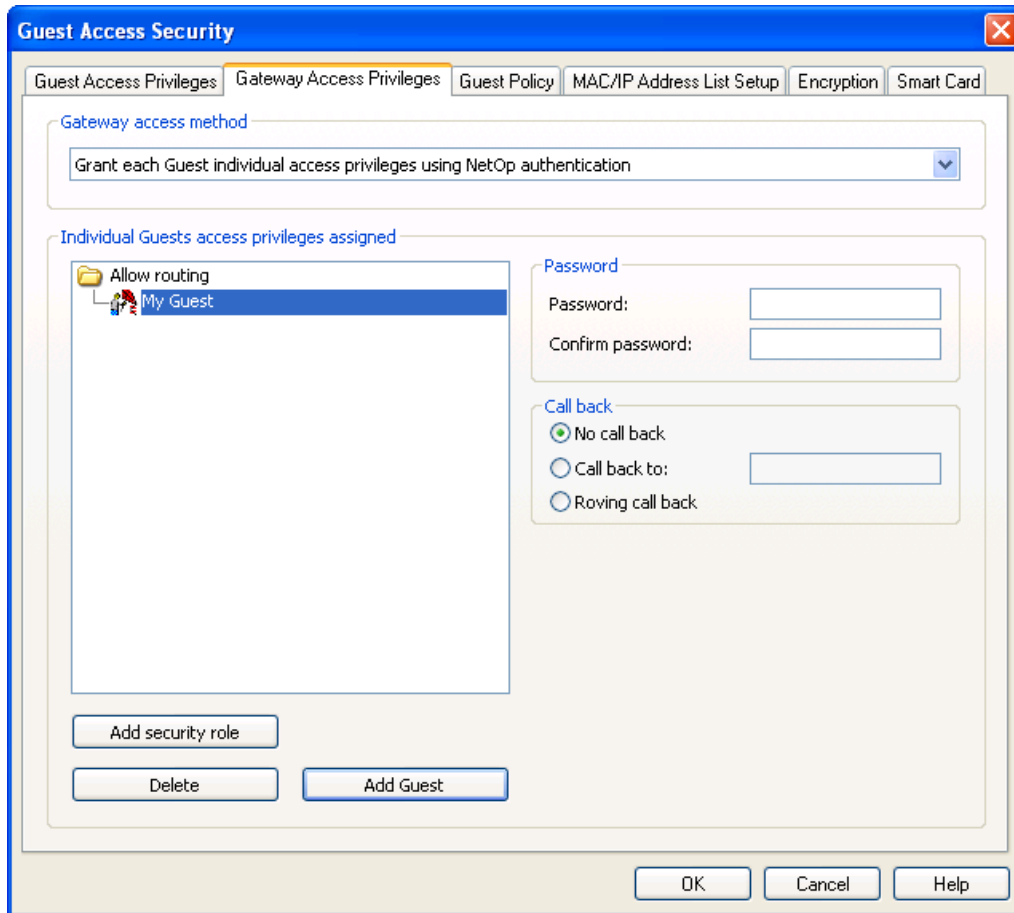 Guest Access Security
Guest Access Privileges
Gateway Access Privileges
Guest Policy
MAC/IP Address List Setup
Encryption
Smart Card
Gateway access method
Grant each Guest individual access privileges using NetOp authentication
Individual Guests access privileges assigned
Allow routing
My Guest
Password
Password:
Confirm password:
Call back
No call back
Call back to:
Roving call back
Add security role
Delete
Add Guest
OK
Cancel
Help